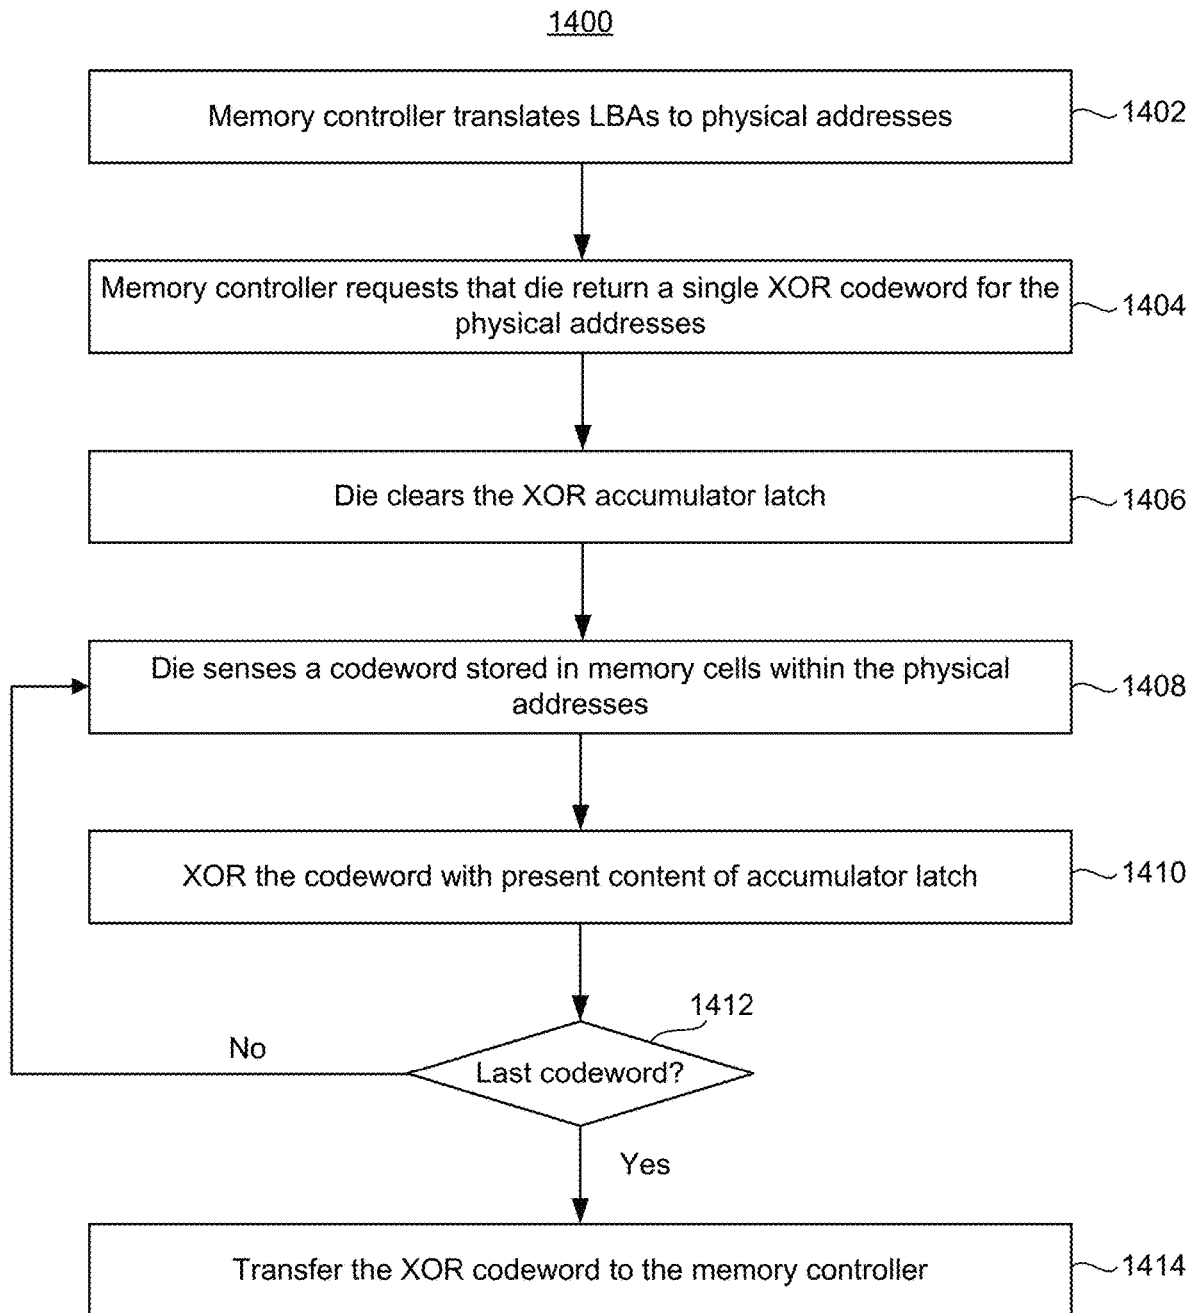 1400
Memory controller translates LBAs to physical addresses
1402
Memory controller requests that die return a single XOR codeword for the
physical addresses
1404
Die clears the XOR accumulator latch
1406
Die senses a codeword stored in memory cells within the physical
addresses
1408
XOR the codeword with present content of accumulator latch
1410
1412
Last codeword?
No
Yes
Transfer the XOR codeword to the memory controller
1414